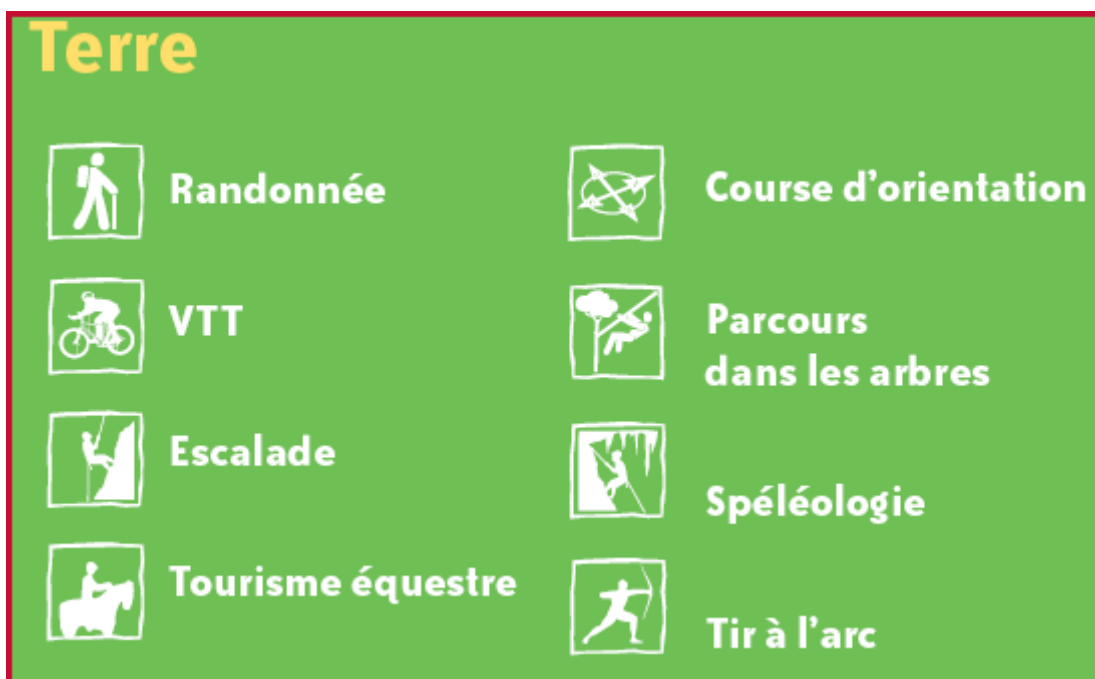 Terre
Randonnée
VTT
Escalade
Tourisme équestre
Course d’orientation
Parcours
dans les arbres
Spéléologie
Tir à l’arc